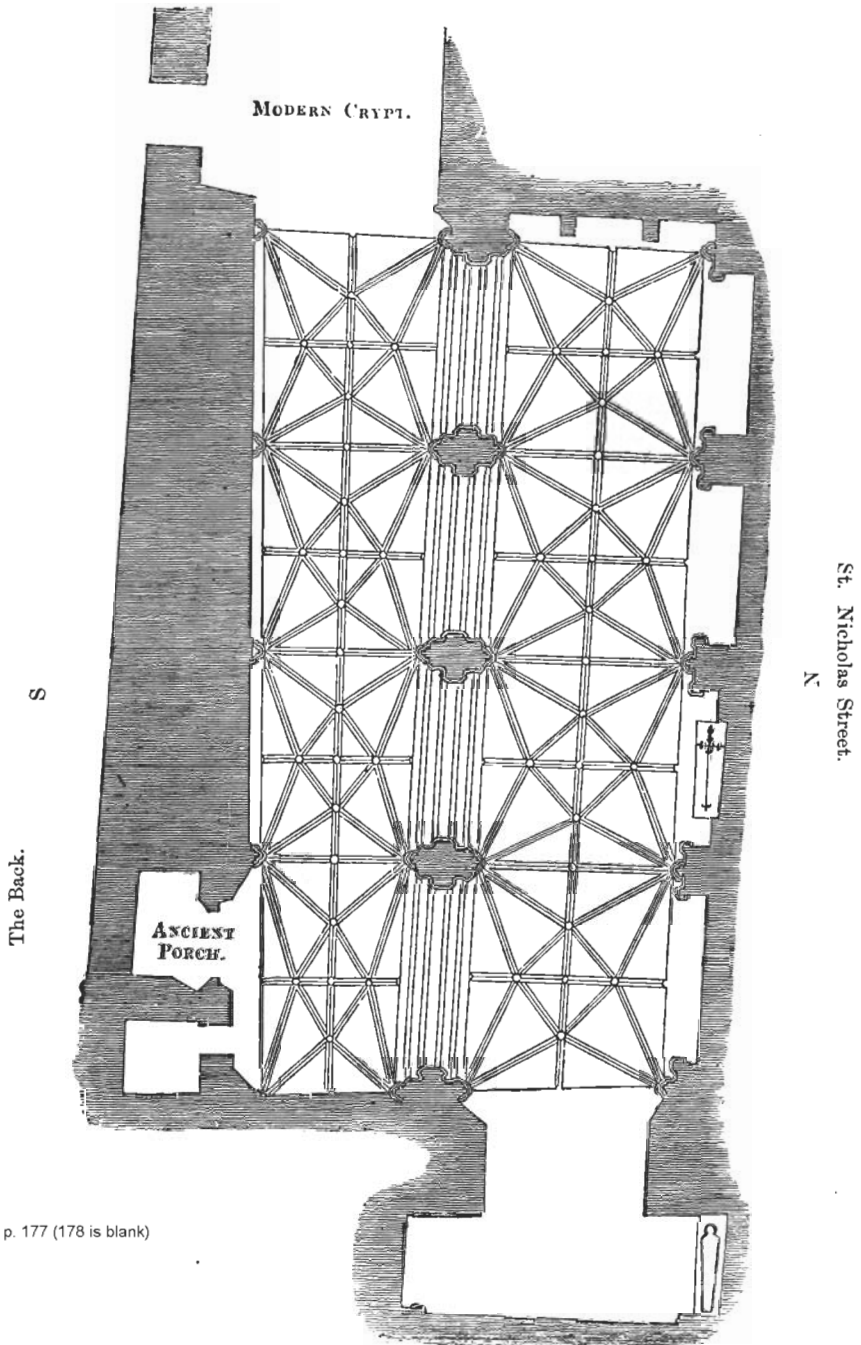 MODERN CRYPT.
St. Nicholas Street.
N
S
The Back.
ANCIENT
PORCH.
p. 177 (178 is blank)